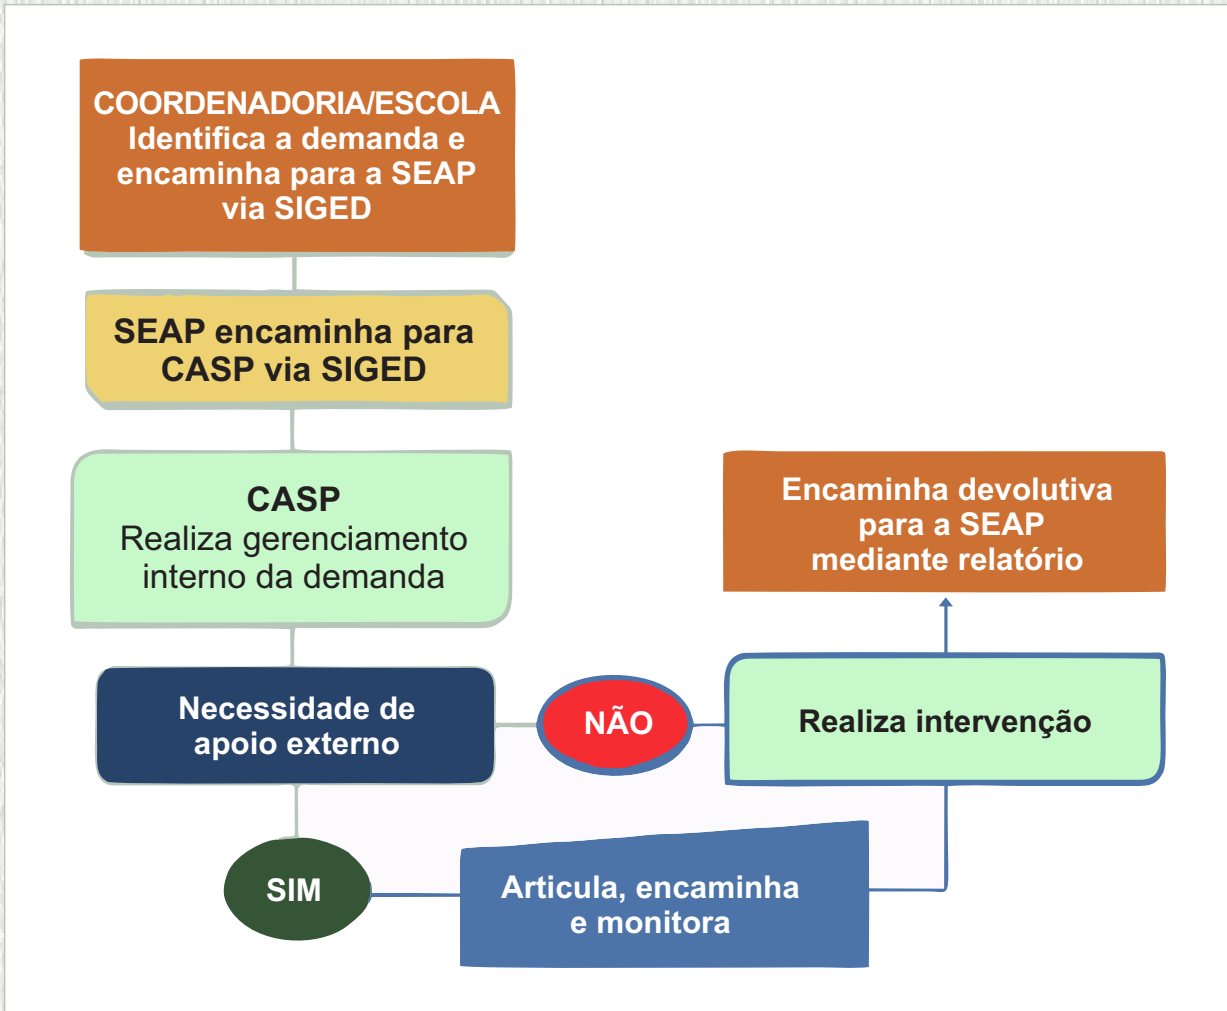 COORDENADORIA/ESCOLA
Identifica a demanda e
encaminha para a SEAP
via SIGED
SEAP encaminha para
CASP via SIGED
CASP
Realiza gerenciamento
interno da demanda
Necessidade de
apoio externo
NÃO
Realiza intervenção
Encaminha devolutiva
para a SEAP
mediante relatório
SIM
Articula, encaminha
e monitora